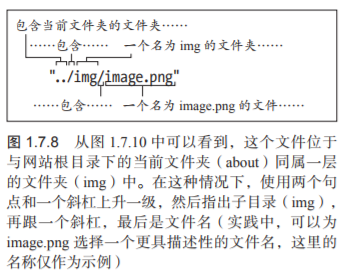 包含当前文件夹的文件夹……
……包含…… 一个名为 img 的文件夹……
"../img/image.png"
……包含…… 一个名为 image.png 的文件……
图 1.7.8 从图 1.7.10 中可以看到，这个文件位于
与网站根目录下的当前文件夹（about）同属一层
的文件夹（img）中。在这种情况下，使用两个句
点和一个斜杠上升一级，然后指出子目录（img），
再跟一个斜杠，最后是文件名（实践中，可以为
image.png 选择一个更具描述性的文件名，这里的
名称仅作为示例）